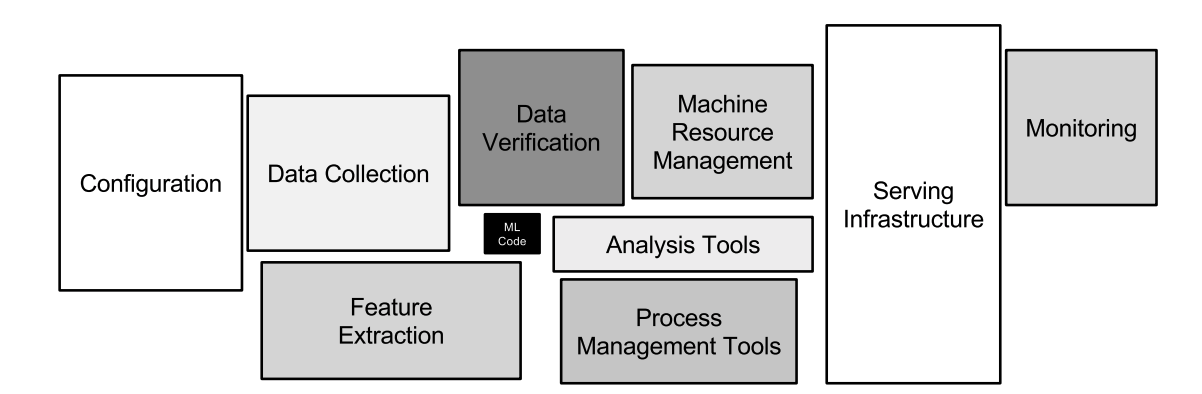 Configuration
Data Collection
Data
Verification
Machine
Resource
Management
Serving
Infrastructure
Monitoring
ML
Code
Analysis Tools
Feature
Extraction
Process
Management Tools